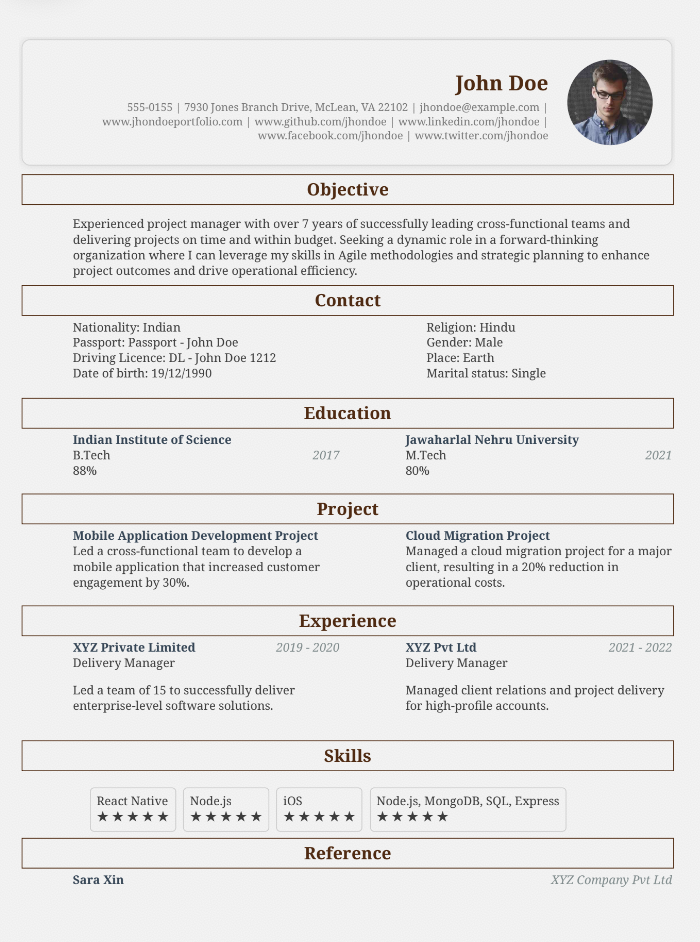 John Doe
555-0155 | 7930 Jones Branch Drive, McLean, VA 22102 | jhondoe@example.com |
www.jhondoeportfolio.com | www.github.com/jhondoe | www.linkedin.com/jhondoe |
www.facebook.com/jhondoe | www.twitter.com/jhondoe
Objective
Experienced project manager with over 7 years of successfully leading cross-functional teams and
delivering projects on time and within budget. Seeking a dynamic role in a forward-thinking
organization where I can leverage my skills in Agile methodologies and strategic planning to enhance
project outcomes and drive operational efficiency.
Contact
Nationality: Indian
Passport: Passport - John Doe
Driving Licence: DL - John Doe 1212
Date of birth: 19/12/1990
Religion: Hindu
Gender: Male
Place: Earth
Marital status: Single
Education
Indian Institute of Science
B.Tech 2017
88%
Jawaharlal Nehru University
M.Tech 2021
80%
Project
Mobile Application Development Project
Led a cross-functional team to develop a
mobile application that increased customer
engagement by 30%.
Cloud Migration Project
Managed a cloud migration project for a major
client, resulting in a 20% reduction in
operational costs.
Experience
XYZ Private Limited 2019 - 2020
Delivery Manager
Led a team of 15 to successfully deliver
enterprise-level software solutions.
XYZ Pvt Ltd 2021 - 2022
Delivery Manager
Managed client relations and project delivery
for high-profile accounts.
Skills
React Native
★★★★★
Node.js
★★★★★
iOS
★★★★★
Node.js, MongoDB, SQL, Express
★★★★★
Reference
Sara Xin XYZ Company Pvt Ltd